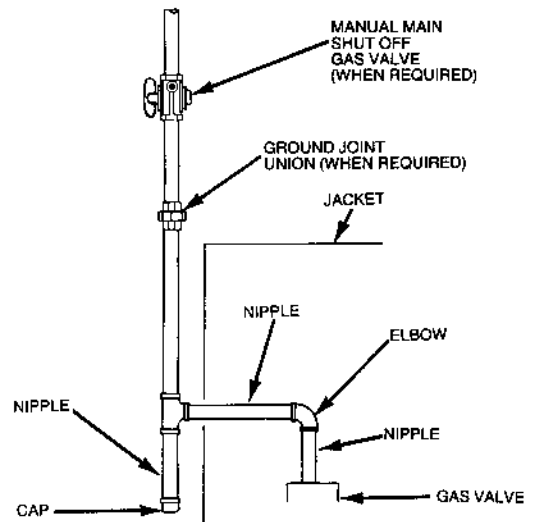 MANUAL MAIN
SHUT OFF
GAS VALVE
(WHEN REQUIRED)
GROUND JOINT
UNION (WHEN REQUIRED)
JACKET
NIPPLE
ELBOW
NIPPLE
NIPPLE
CAP
GAS VALVE